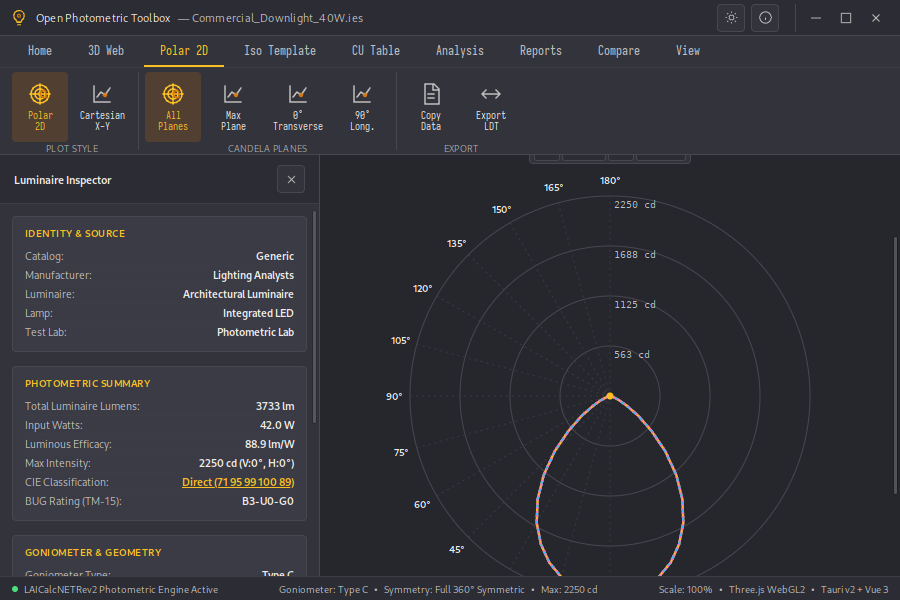 Open Photometric Toolbox — Commercial_Downlight_40W.ies
Home 3D Web Polar 2D Iso Template CU Table Analysis Reports Compare View
Polar 2D
Cartesian X-Y
All Planes
Max Plane
0° Transverse
90° Long.
Copy Data
Export LDT
PLOT STYLE CANDELA PLANES EXPORT
Luminaire Inspector
IDENTITY & SOURCE
Catalog: Generic
Manufacturer: Lighting Analysts
Luminaire: Architectural Luminaire
Lamp: Integrated LED
Test Lab: Photometric Lab
PHOTOMETRIC SUMMARY
Total Luminaire Lumens: 3733 lm
Input Watts: 42.0 W
Luminous Efficacy: 88.9 lm/W
Max Intensity: 2250 cd (V:0°, H:0°)
CIE Classification: Direct (71 95 99 100 89)
BUG Rating (TM-15): B3-U0-G0
GONIOMETER & GEOMETRY
Goniometer Type: Type C
180°
165°
150°
135°
120°
105°
90°
75°
60°
45°
2250 cd
1688 cd
1125 cd
563 cd
LAICalcNETRev2 Photometric Engine Active
Goniometer: Type C • Symmetry: Full 360° Symmetric • Max: 2250 cd
Scale: 100% • Three.js WebGL2 • Tauri v2 + Vue 3